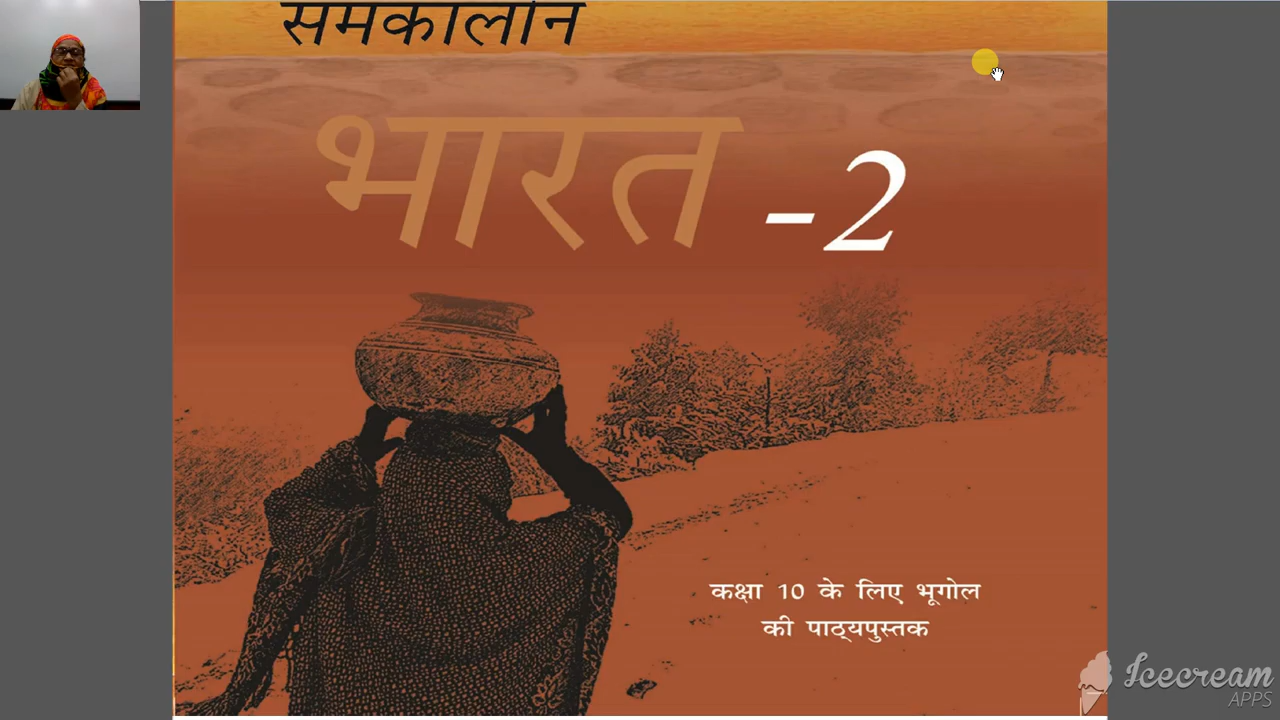 समकालीन
भारत -2
कक्षा 10 के लिए भूगोल
की पाठ्यपुस्तक
Icecream
APPS